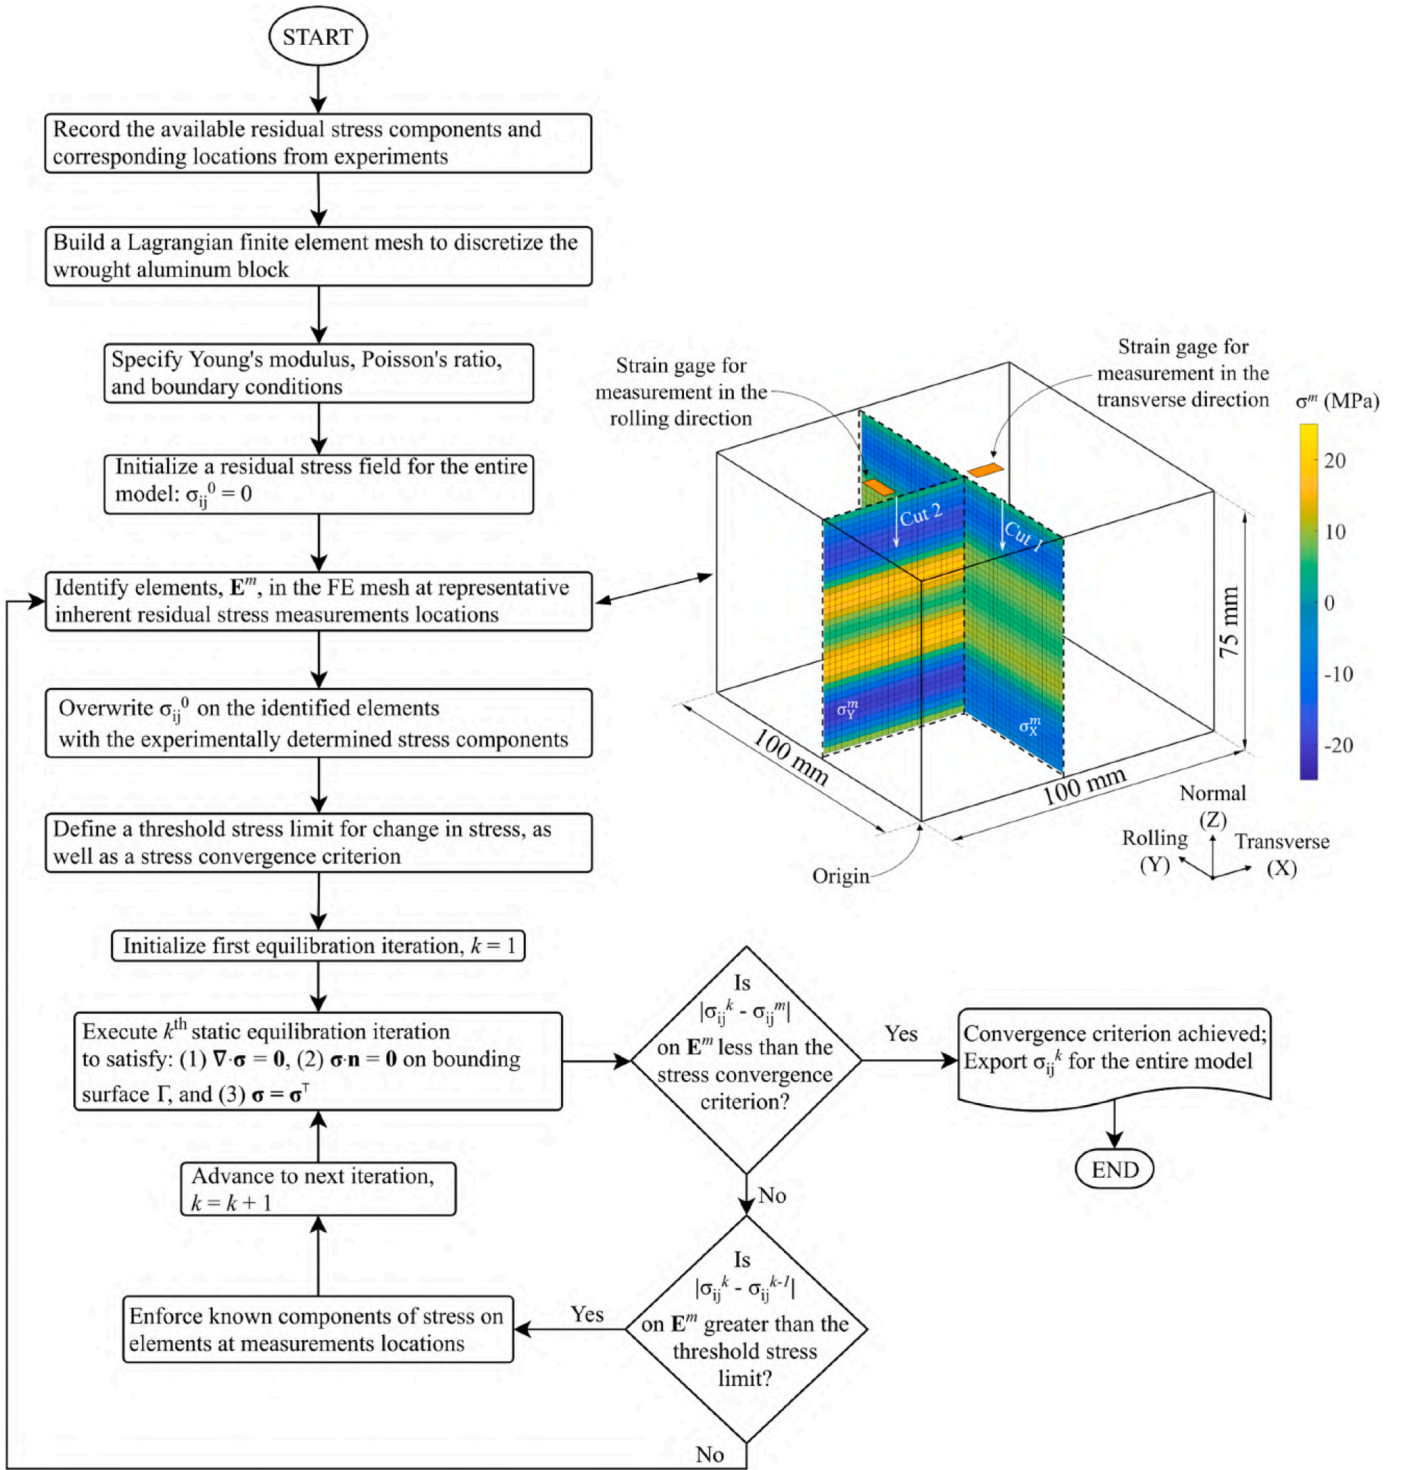 START
Record the available residual stress components and
corresponding locations from experiments
Build a Lagrangian finite element mesh to discretize the
wrought aluminum block
Specify Young's modulus, Poisson's ratio,
and boundary conditions
Initialize a residual stress field for the entire
model: σij⁰ = 0
Identify elements, Eᵐ, in the FE mesh at representative
inherent residual stress measurements locations
Overwrite σij⁰ on the identified elements
with the experimentally determined stress components
Define a threshold stress limit for change in stress, as
well as a stress convergence criterion
Initialize first equilibration iteration, k = 1
Execute kᵗʰ static equilibration iteration
to satisfy: (1) ∇·σ = 0, (2) σ·n = 0 on bounding
surface Γ, and (3) σ = σᵀ
Advance to next iteration,
k = k + 1
Enforce known components of stress on
elements at measurements locations
Is
|σijᵏ - σijᵐ|
on Eᵐ less than the
stress convergence
criterion?
Yes
Convergence criterion achieved;
Export σijᵏ for the entire model
END
No
Is
|σijᵏ - σijᵏ⁻¹|
on Eᵐ greater than the
threshold stress
limit?
Yes
No
Strain gage for
measurement in the
rolling direction
Strain gage for
measurement in the
transverse direction
σᵐ (MPa)
20
10
0
-10
-20
Cut 2
Cut 1
σYᵐ
σXᵐ
75 mm
100 mm
100 mm
Origin
Normal
(Z)
Rolling
(Y)
Transverse
(X)